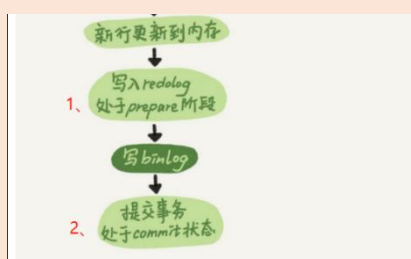 新行更新到内存
写入redolog
1、处于prepare阶段
写binlog
提交事务
2、处于commit状态